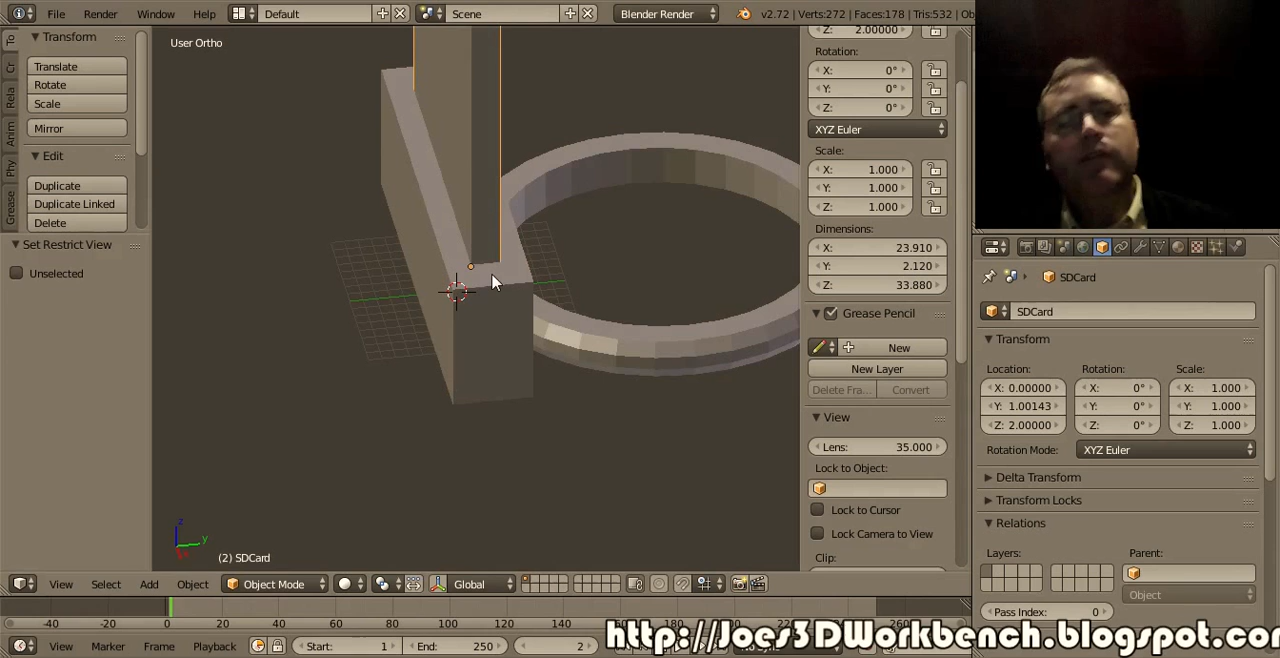 File Render Window Help Default Scene Blender Render v2.72 | Verts:272 | Faces:178 | Tris:532 | Ob
Transform
Translate
Rotate
Scale
Mirror
Edit
Duplicate
Duplicate Linked
Delete
Set Restrict View
Unselected
To
Cr
Rela
Anim
Phy
Grease
User Ortho
(2) SDCard
z
y
Z: 2.00000
Rotation:
X: 0°
Y: 0°
Z: 0°
XYZ Euler
Scale:
X: 1.000
Y: 1.000
Z: 1.000
Dimensions:
X: 23.910
Y: 2.120
Z: 33.880
Grease Pencil
New
New Layer
Delete Fra... Convert
View
Lens: 35.000
Lock to Object:
Lock to Cursor
Lock Camera to View
Clip:
SDCard
SDCard
Transform
Location: Rotation: Scale:
X: 0.00000 X: 0° X: 1.000
Y: 1.00143 Y: 0° Y: 1.000
Z: 2.00000 Z: 0° Z: 1.000
Rotation Mode: XYZ Euler
Delta Transform
Transform Locks
Relations
Layers: Parent:
Object
Pass Index: 0
View Select Add Object Object Mode Global
-40 -20 0 20 40 60 80 100 120 140
View Marker Frame Playback Start: 1 End: 250 2
http://Joes3DWorkbench.blogspot.com